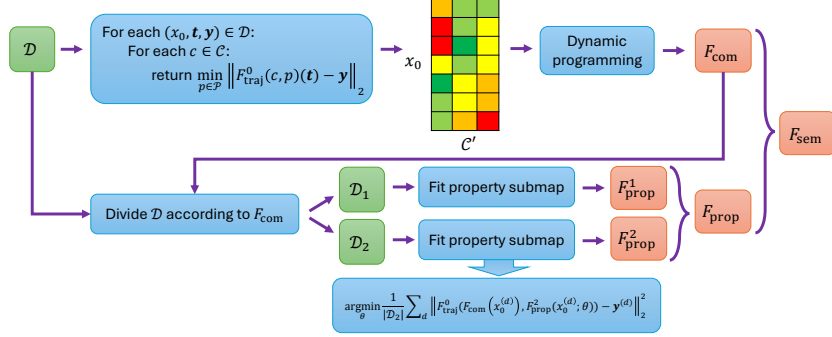 𝒟
For each (x₀, 𝒕, 𝒚) ∈ 𝒟:
For each c ∈ 𝒞:
return min_{p∈𝒫} ‖F⁰_traj(c, p)(𝒕) − 𝒚‖₂
x₀
𝒞′
Dynamic
programming
F_com
F_sem
Divide 𝒟 according to F_com
𝒟₁
Fit property submap
F¹_prop
𝒟₂
Fit property submap
F²_prop
F_prop
argmin_θ 1/|𝒟₂| ∑_d ‖F⁰_traj(F_com(x₀^(d)), F²_prop(x₀^(d); θ)) − 𝒚^(d)‖²₂